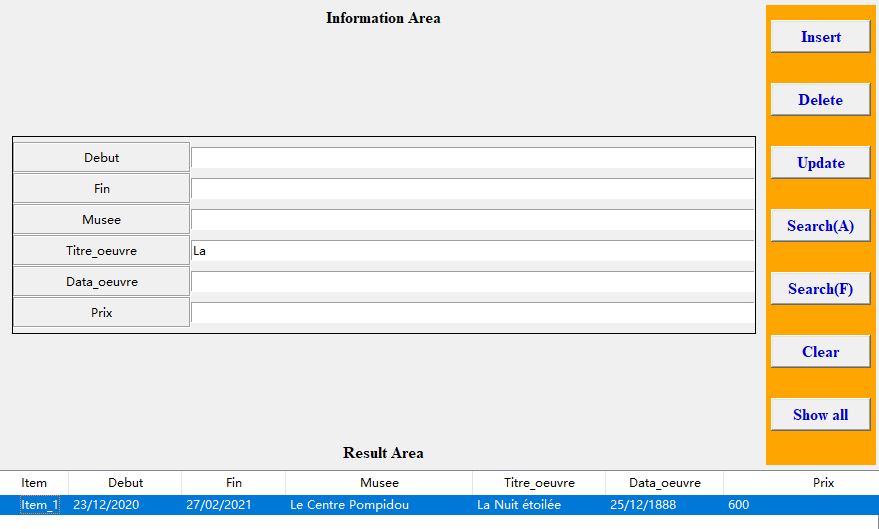 Information Area
Debut
Fin
Musee
Titre_oeuvre La
Data_oeuvre
Prix
Insert
Delete
Update
Search(A)
Search(F)
Clear
Show all
Result Area
Item Debut Fin Musee Titre_oeuvre Data_oeuvre Prix
Item_1 23/12/2020 27/02/2021 Le Centre Pompidou La Nuit étoilée 25/12/1888 600